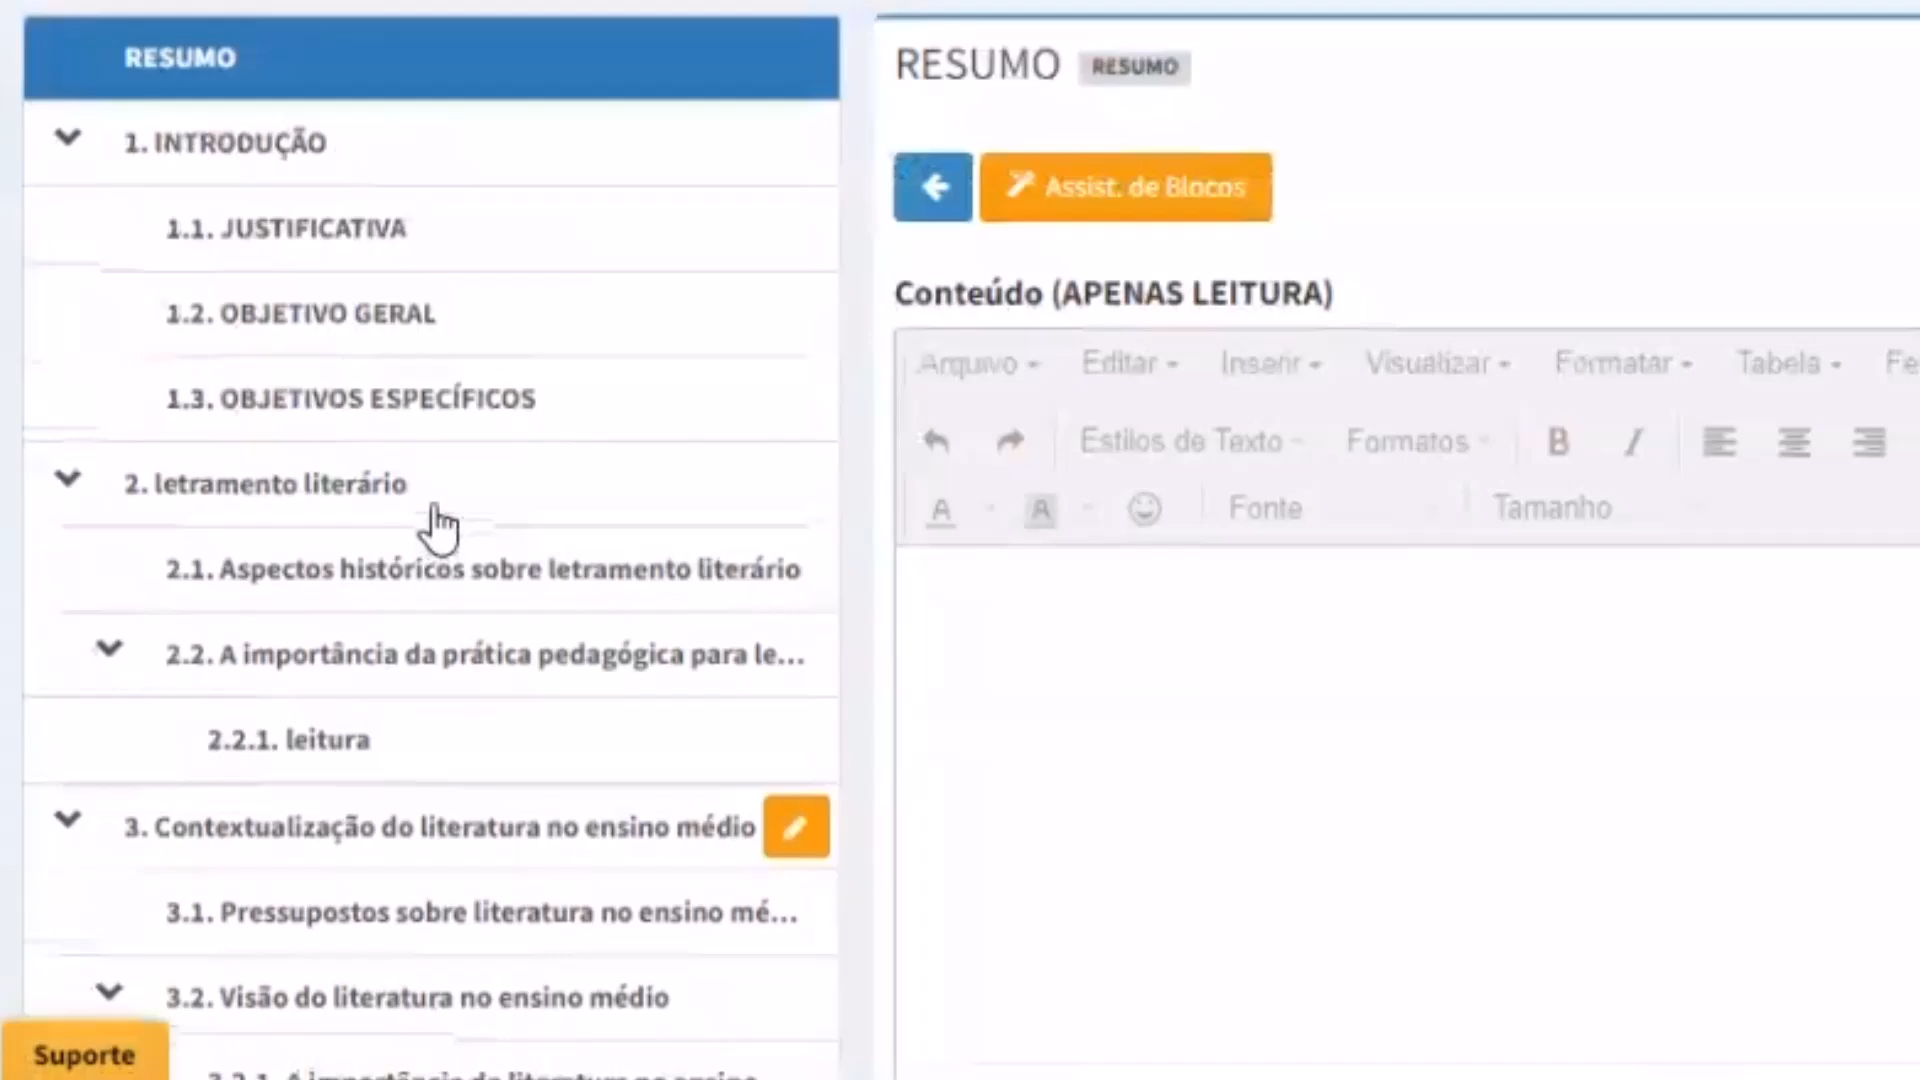 RESUMO
1. INTRODUÇÃO
1.1. JUSTIFICATIVA
1.2. OBJETIVO GERAL
1.3. OBJETIVOS ESPECÍFICOS
2. letramento literário
2.1. Aspectos históricos sobre letramento literário
2.2. A importância da prática pedagógica para le...
2.2.1. leitura
3. Contextualização do literatura no ensino médio
3.1. Pressupostos sobre literatura no ensino mé...
3.2. Visão do literatura no ensino médio
Suporte
RESUMO RESUMO
Assist. de Blocos
Conteúdo (APENAS LEITURA)
Arquivo Editar Inserir Visualizar Formatar Tabela Fe
Estilos de Texto Formatos B I
A A Fonte Tamanho